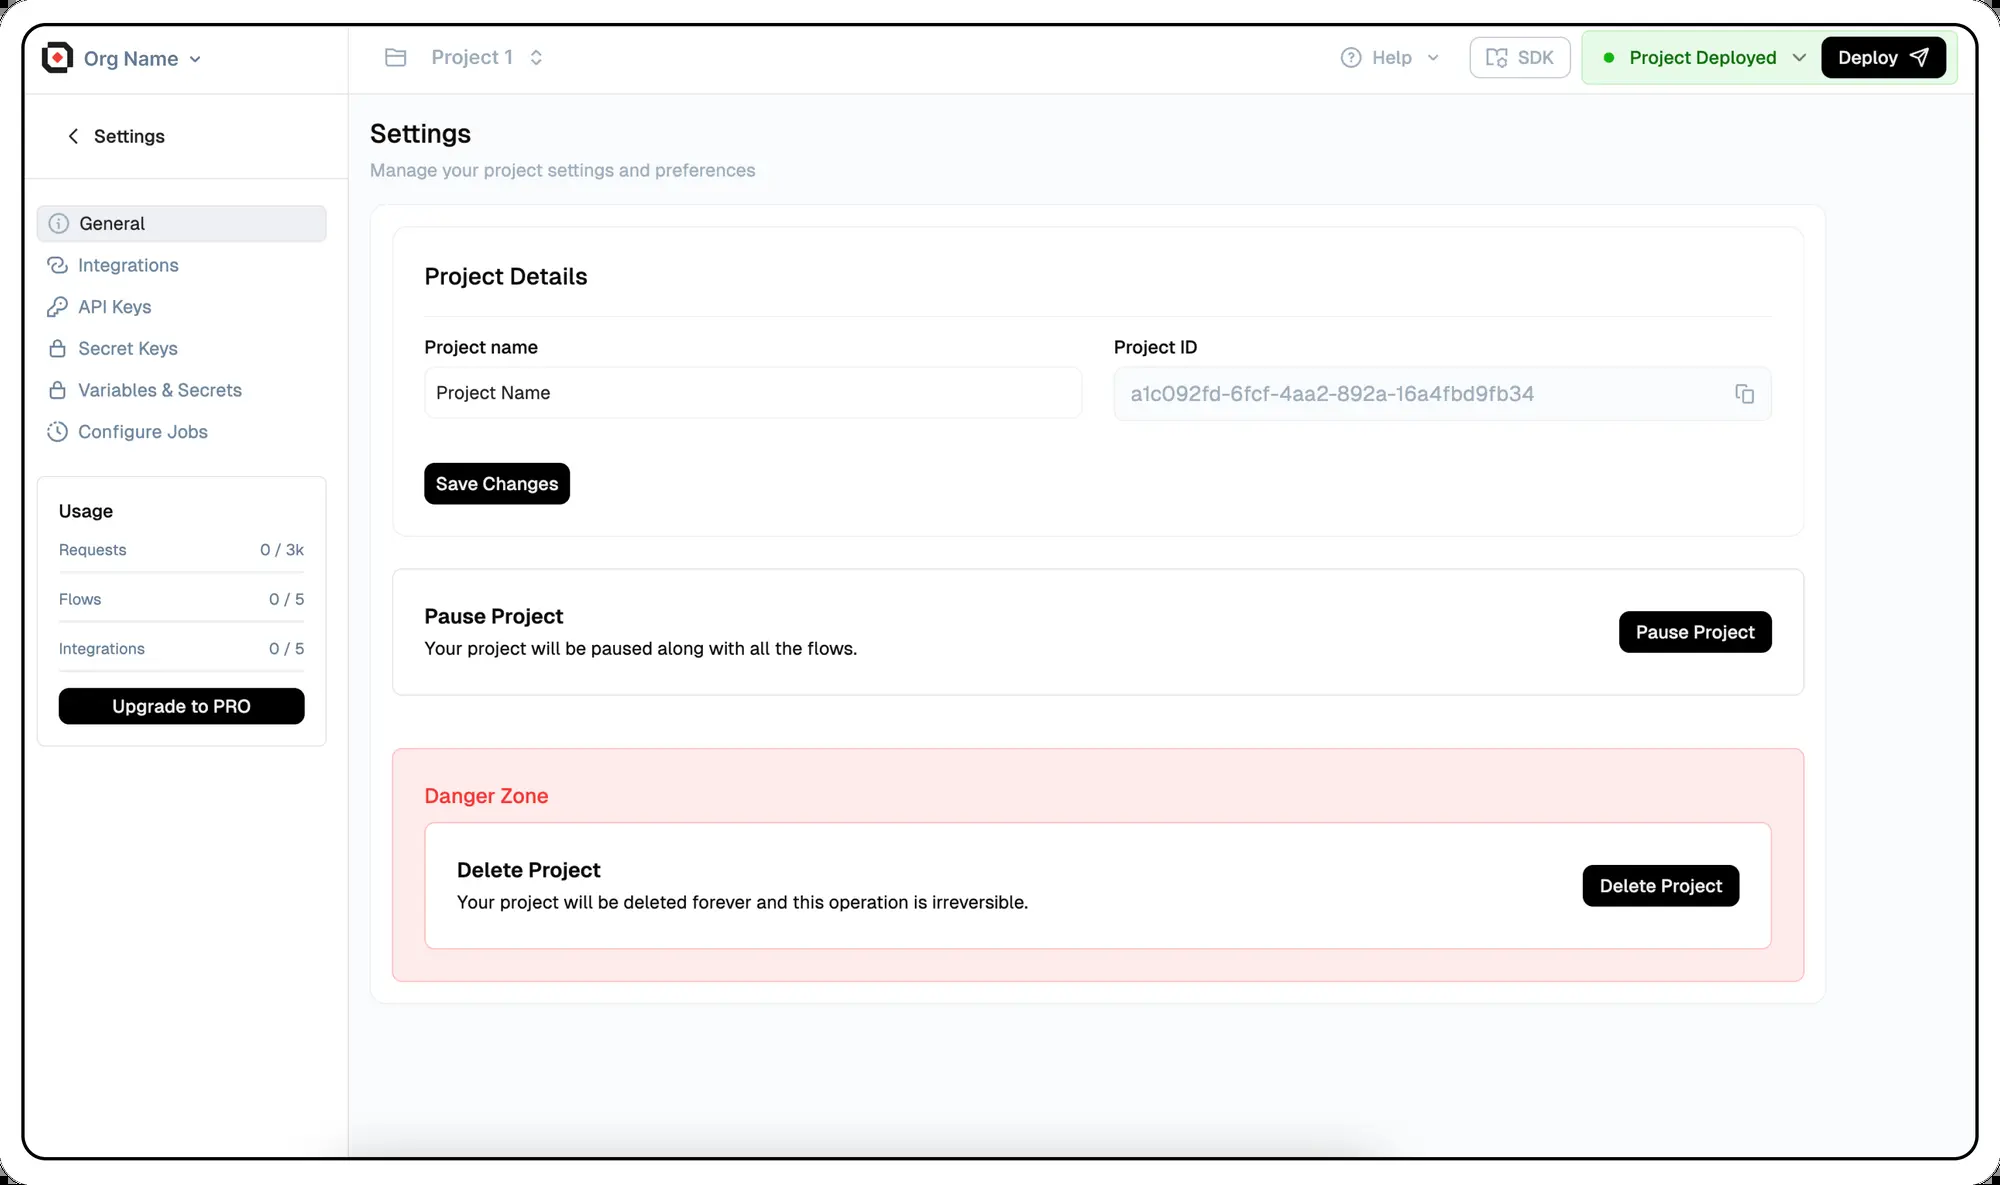 Org Name
Project 1
Help
SDK
Project Deployed
Deploy
Settings
General
Integrations
API Keys
Secret Keys
Variables & Secrets
Configure Jobs
Usage
Requests 0 / 3k
Flows 0 / 5
Integrations 0 / 5
Upgrade to PRO
Settings
Manage your project settings and preferences
Project Details
Project name
Project Name
Project ID
a1c092fd-6fcf-4aa2-892a-16a4fbd9fb34
Save Changes
Pause Project
Your project will be paused along with all the flows.
Pause Project
Danger Zone
Delete Project
Your project will be deleted forever and this operation is irreversible.
Delete Project